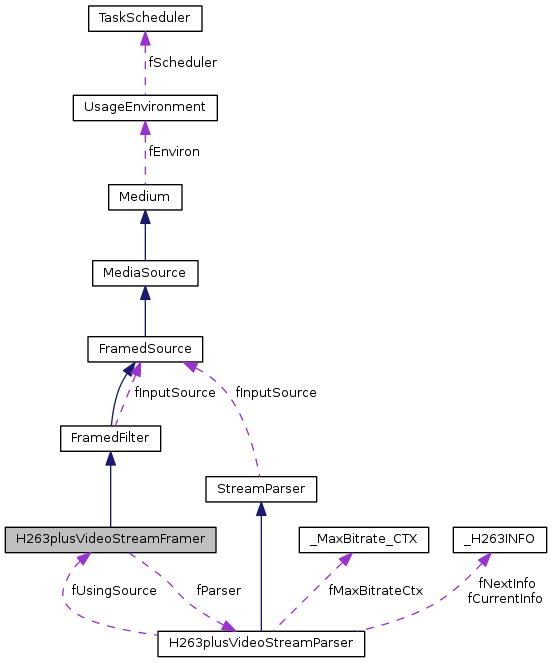 TaskScheduler
fScheduler
UsageEnvironment
fEnviron
Medium
MediaSource
FramedSource
fInputSource
fInputSource
FramedFilter
StreamParser
H263plusVideoStreamFramer
_MaxBitrate_CTX
_H263INFO
fUsingSource
fParser
fMaxBitrateCtx
fNextInfo
fCurrentInfo
H263plusVideoStreamParser